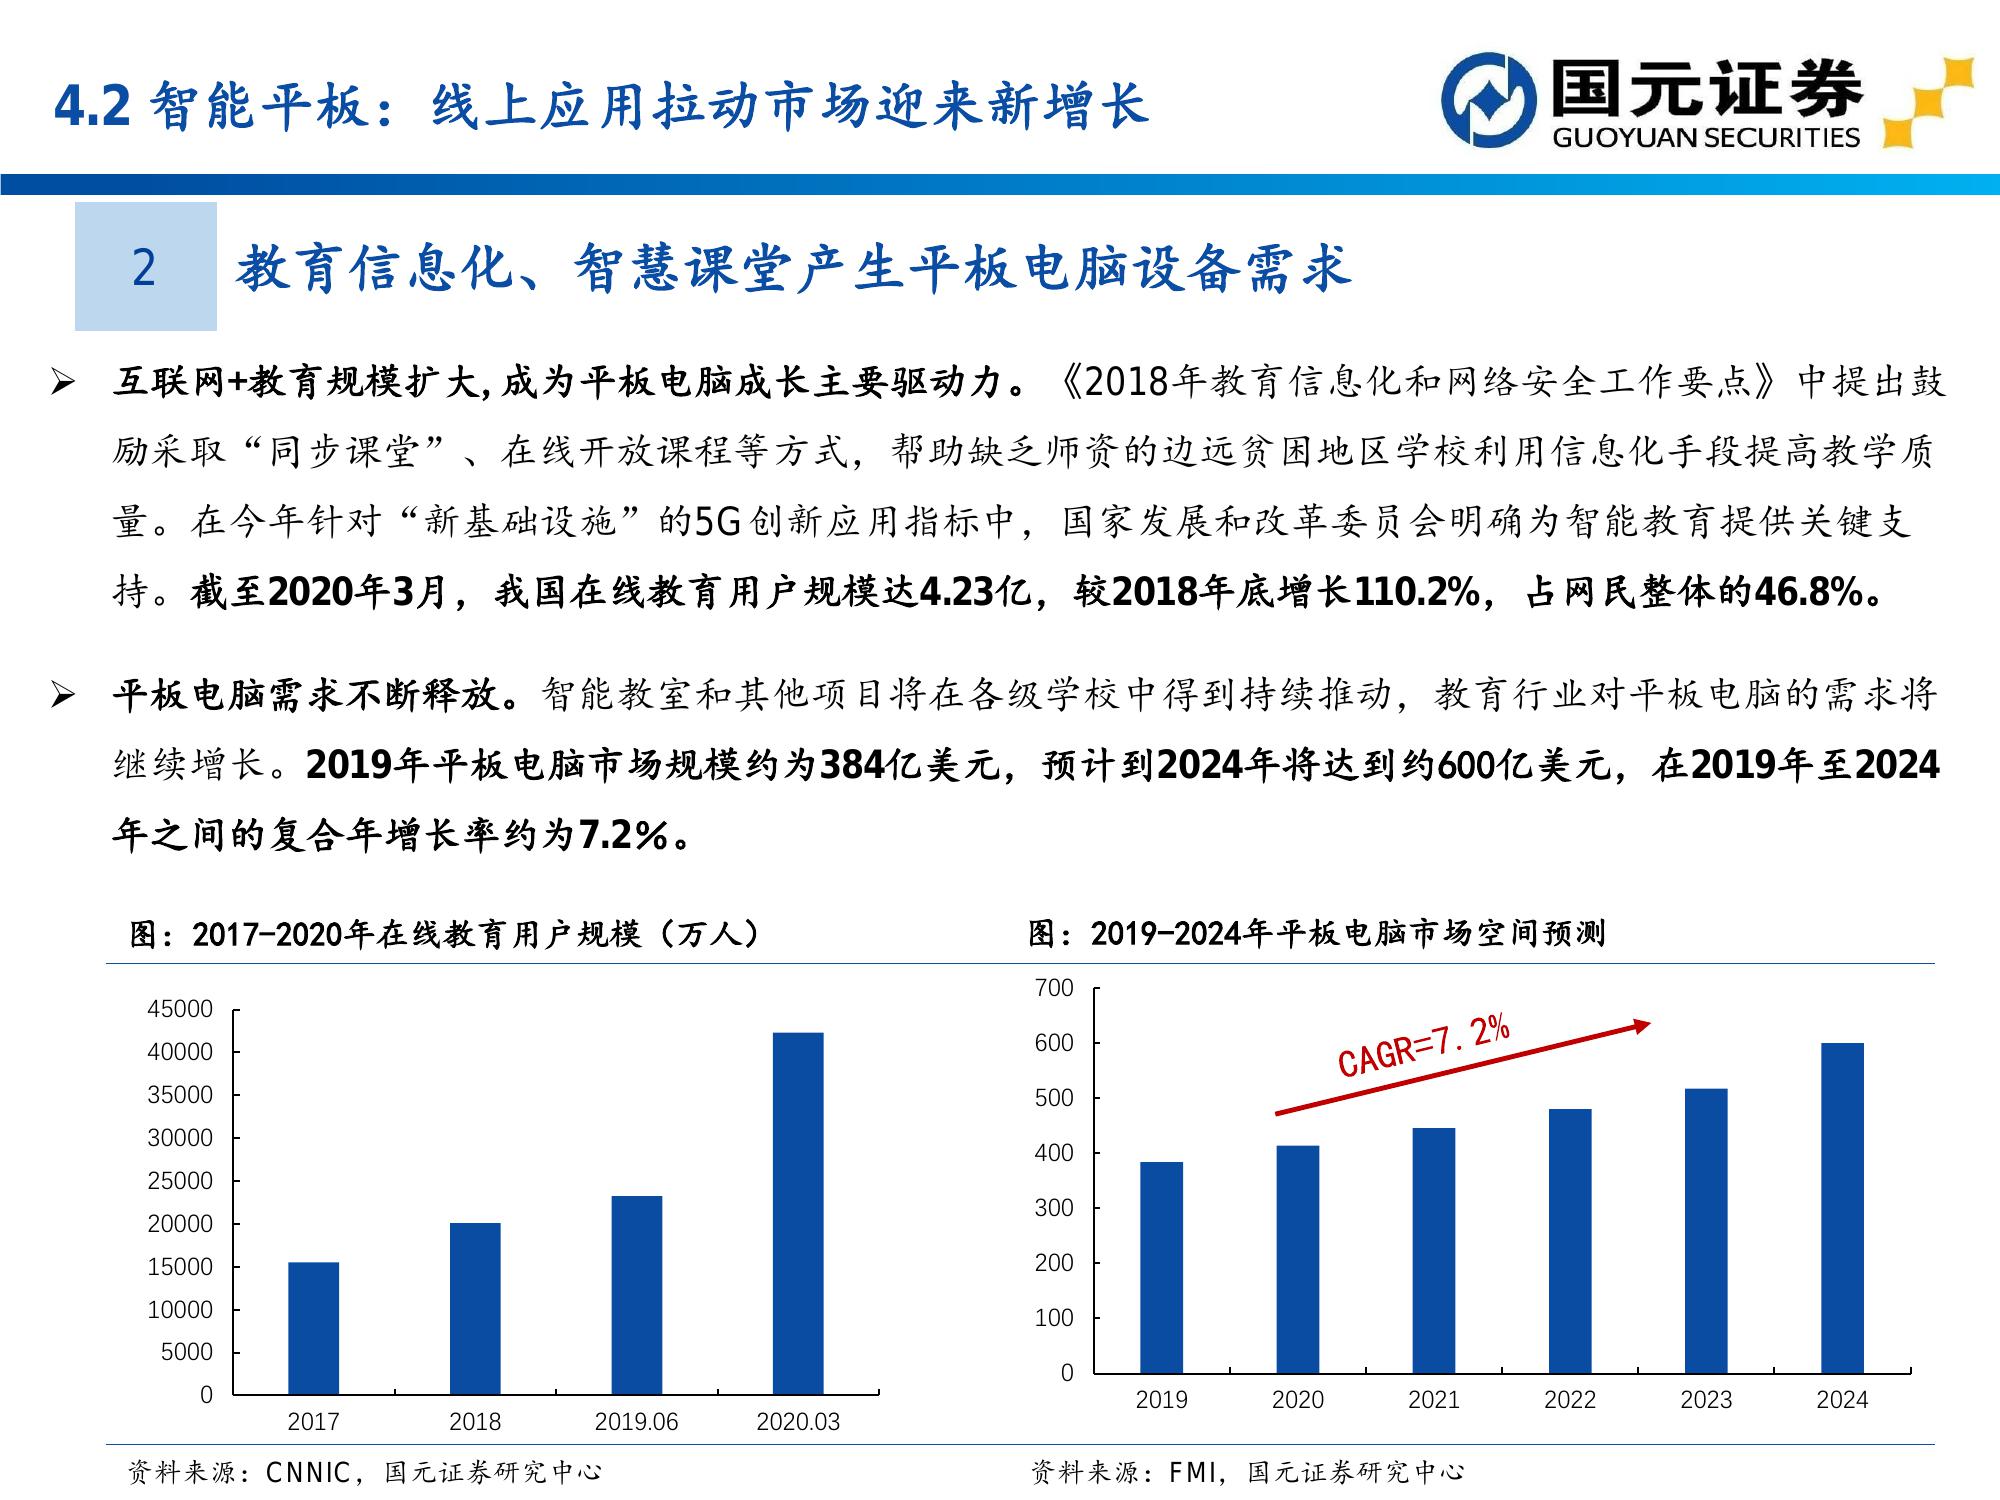 4.2 智能平板：线上应用拉动市场迎来新增长
国元证券
GUOYUAN SECURITIES
2
教育信息化、智慧课堂产生平板电脑设备需求
➢ 互联网+教育规模扩大,成为平板电脑成长主要驱动力。《2018年教育信息化和网络安全工作要点》中提出鼓
励采取“同步课堂”、在线开放课程等方式，帮助缺乏师资的边远贫困地区学校利用信息化手段提高教学质
量。在今年针对“新基础设施”的5G创新应用指标中，国家发展和改革委员会明确为智能教育提供关键支
持。截至2020年3月，我国在线教育用户规模达4.23亿，较2018年底增长110.2%，占网民整体的46.8%。
➢ 平板电脑需求不断释放。智能教室和其他项目将在各级学校中得到持续推动，教育行业对平板电脑的需求将
继续增长。2019年平板电脑市场规模约为384亿美元，预计到2024年将达到约600亿美元，在2019年至2024
年之间的复合年增长率约为7.2%。
图：2017-2020年在线教育用户规模（万人）
45000
40000
35000
30000
25000
20000
15000
10000
5000
0
2017 2018 2019.06 2020.03
资料来源：CNNIC，国元证券研究中心
图：2019-2024年平板电脑市场空间预测
700
600
500
400
300
200
100
0
CAGR=7.2%
2019 2020 2021 2022 2023 2024
资料来源：FMI，国元证券研究中心